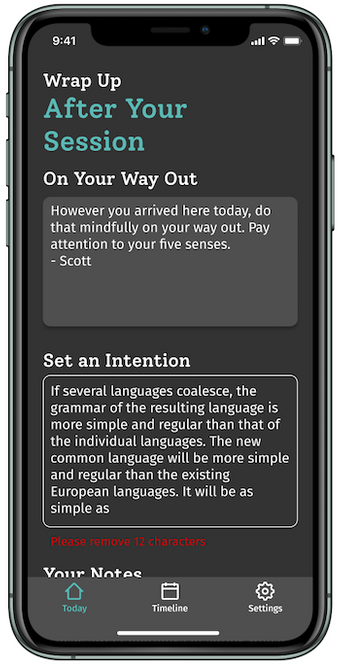 9:41
Wrap Up
After Your
Session
On Your Way Out
However you arrived here today, do
that mindfully on your way out. Pay
attention to your five senses.
- Scott
Set an Intention
If several languages coalesce, the
grammar of the resulting language is
more simple and regular than that of
the individual languages. The new
common language will be more simple
and regular than the existing
European languages. It will be as
simple as
Please remove 12 characters
Your Notes
Today Timeline Settings